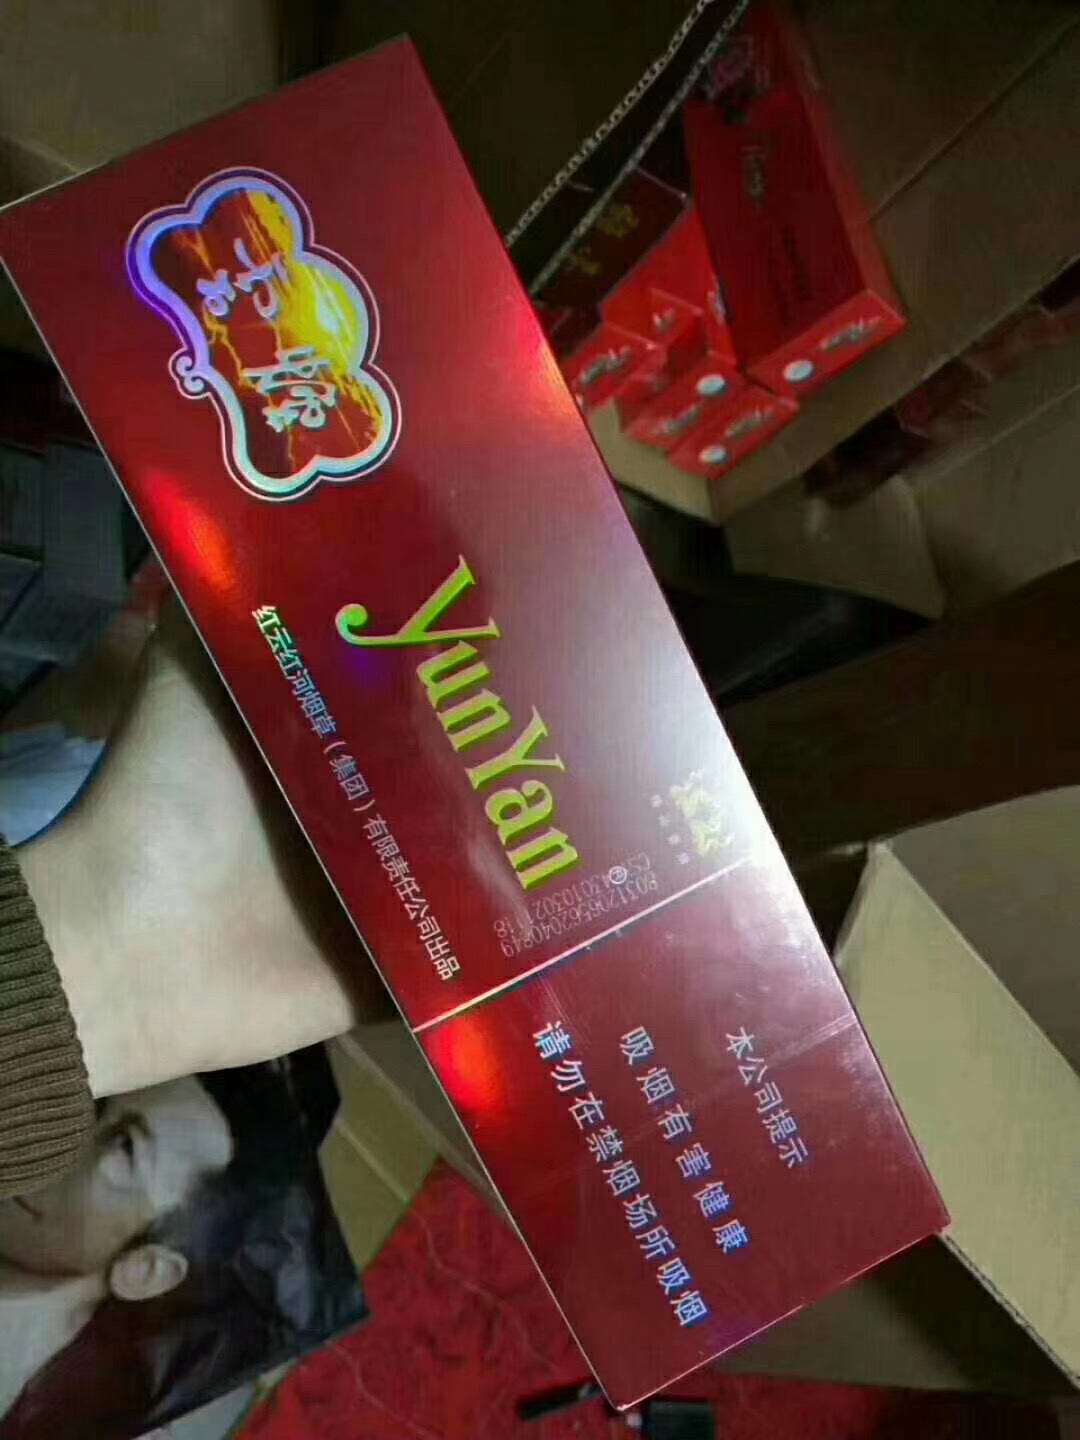 云烟
YunYan
®
红云红河烟草（集团）有限责任公司出品
本公司提示
吸烟有害健康
请勿在禁烟场所吸烟